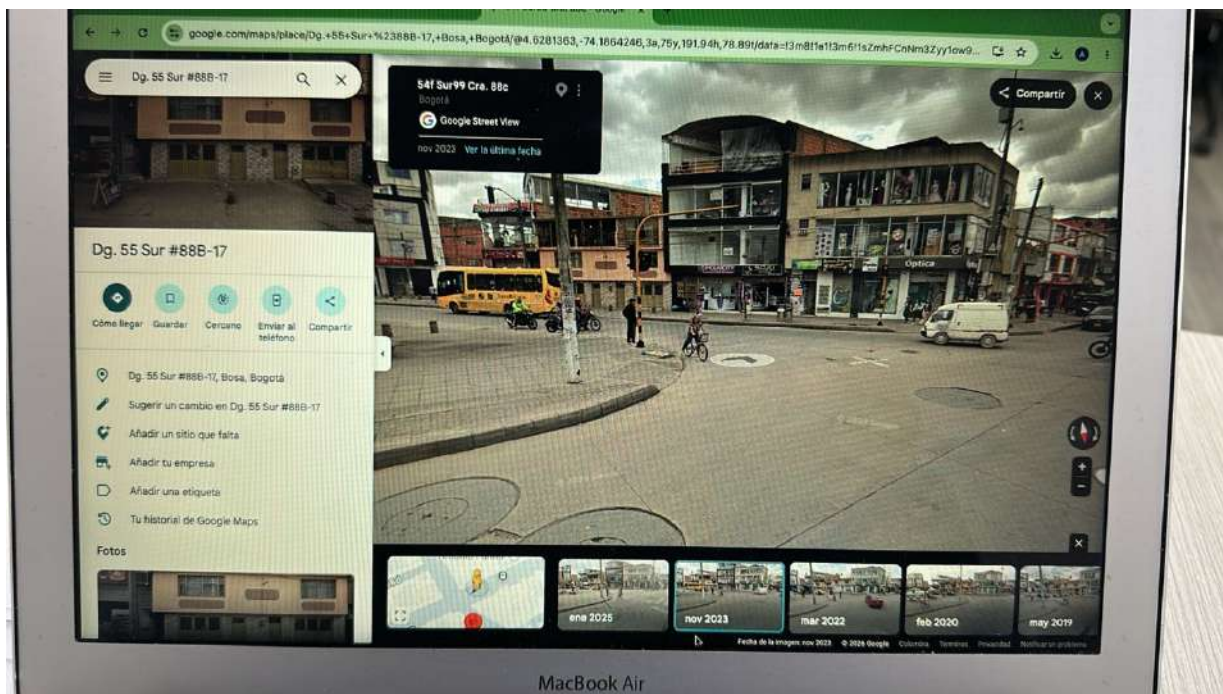 google.com/maps/place/Dg.+55+Sur+%2388B-17,+Bosa,+Bogotá/@4.6281363,-74.1864246,3a,75y,191.94h,78.89t/data=
Dg. 55 Sur #88B-17
54f Sur99 Cra. 88c
Bogotá
Google Street View
nov 2023 Ver la última fecha
Compartir
Dg. 55 Sur #88B-17
Cómo llegar
Guardar
Cercano
Enviar al teléfono
Compartir
Dg. 55 Sur #88B-17, Bosa, Bogotá
Sugerir un cambio en Dg. 55 Sur #88B-17
Añadir un sitio que falta
Añadir tu empresa
Añadir una etiqueta
Tu historial de Google Maps
Fotos
Óptica
ene 2025
nov 2023
mar 2022
feb 2020
may 2019
Fecha de la imagen: nov 2023 © 2026 Google Colombia Términos Privacidad Notificar un problema
MacBook Air